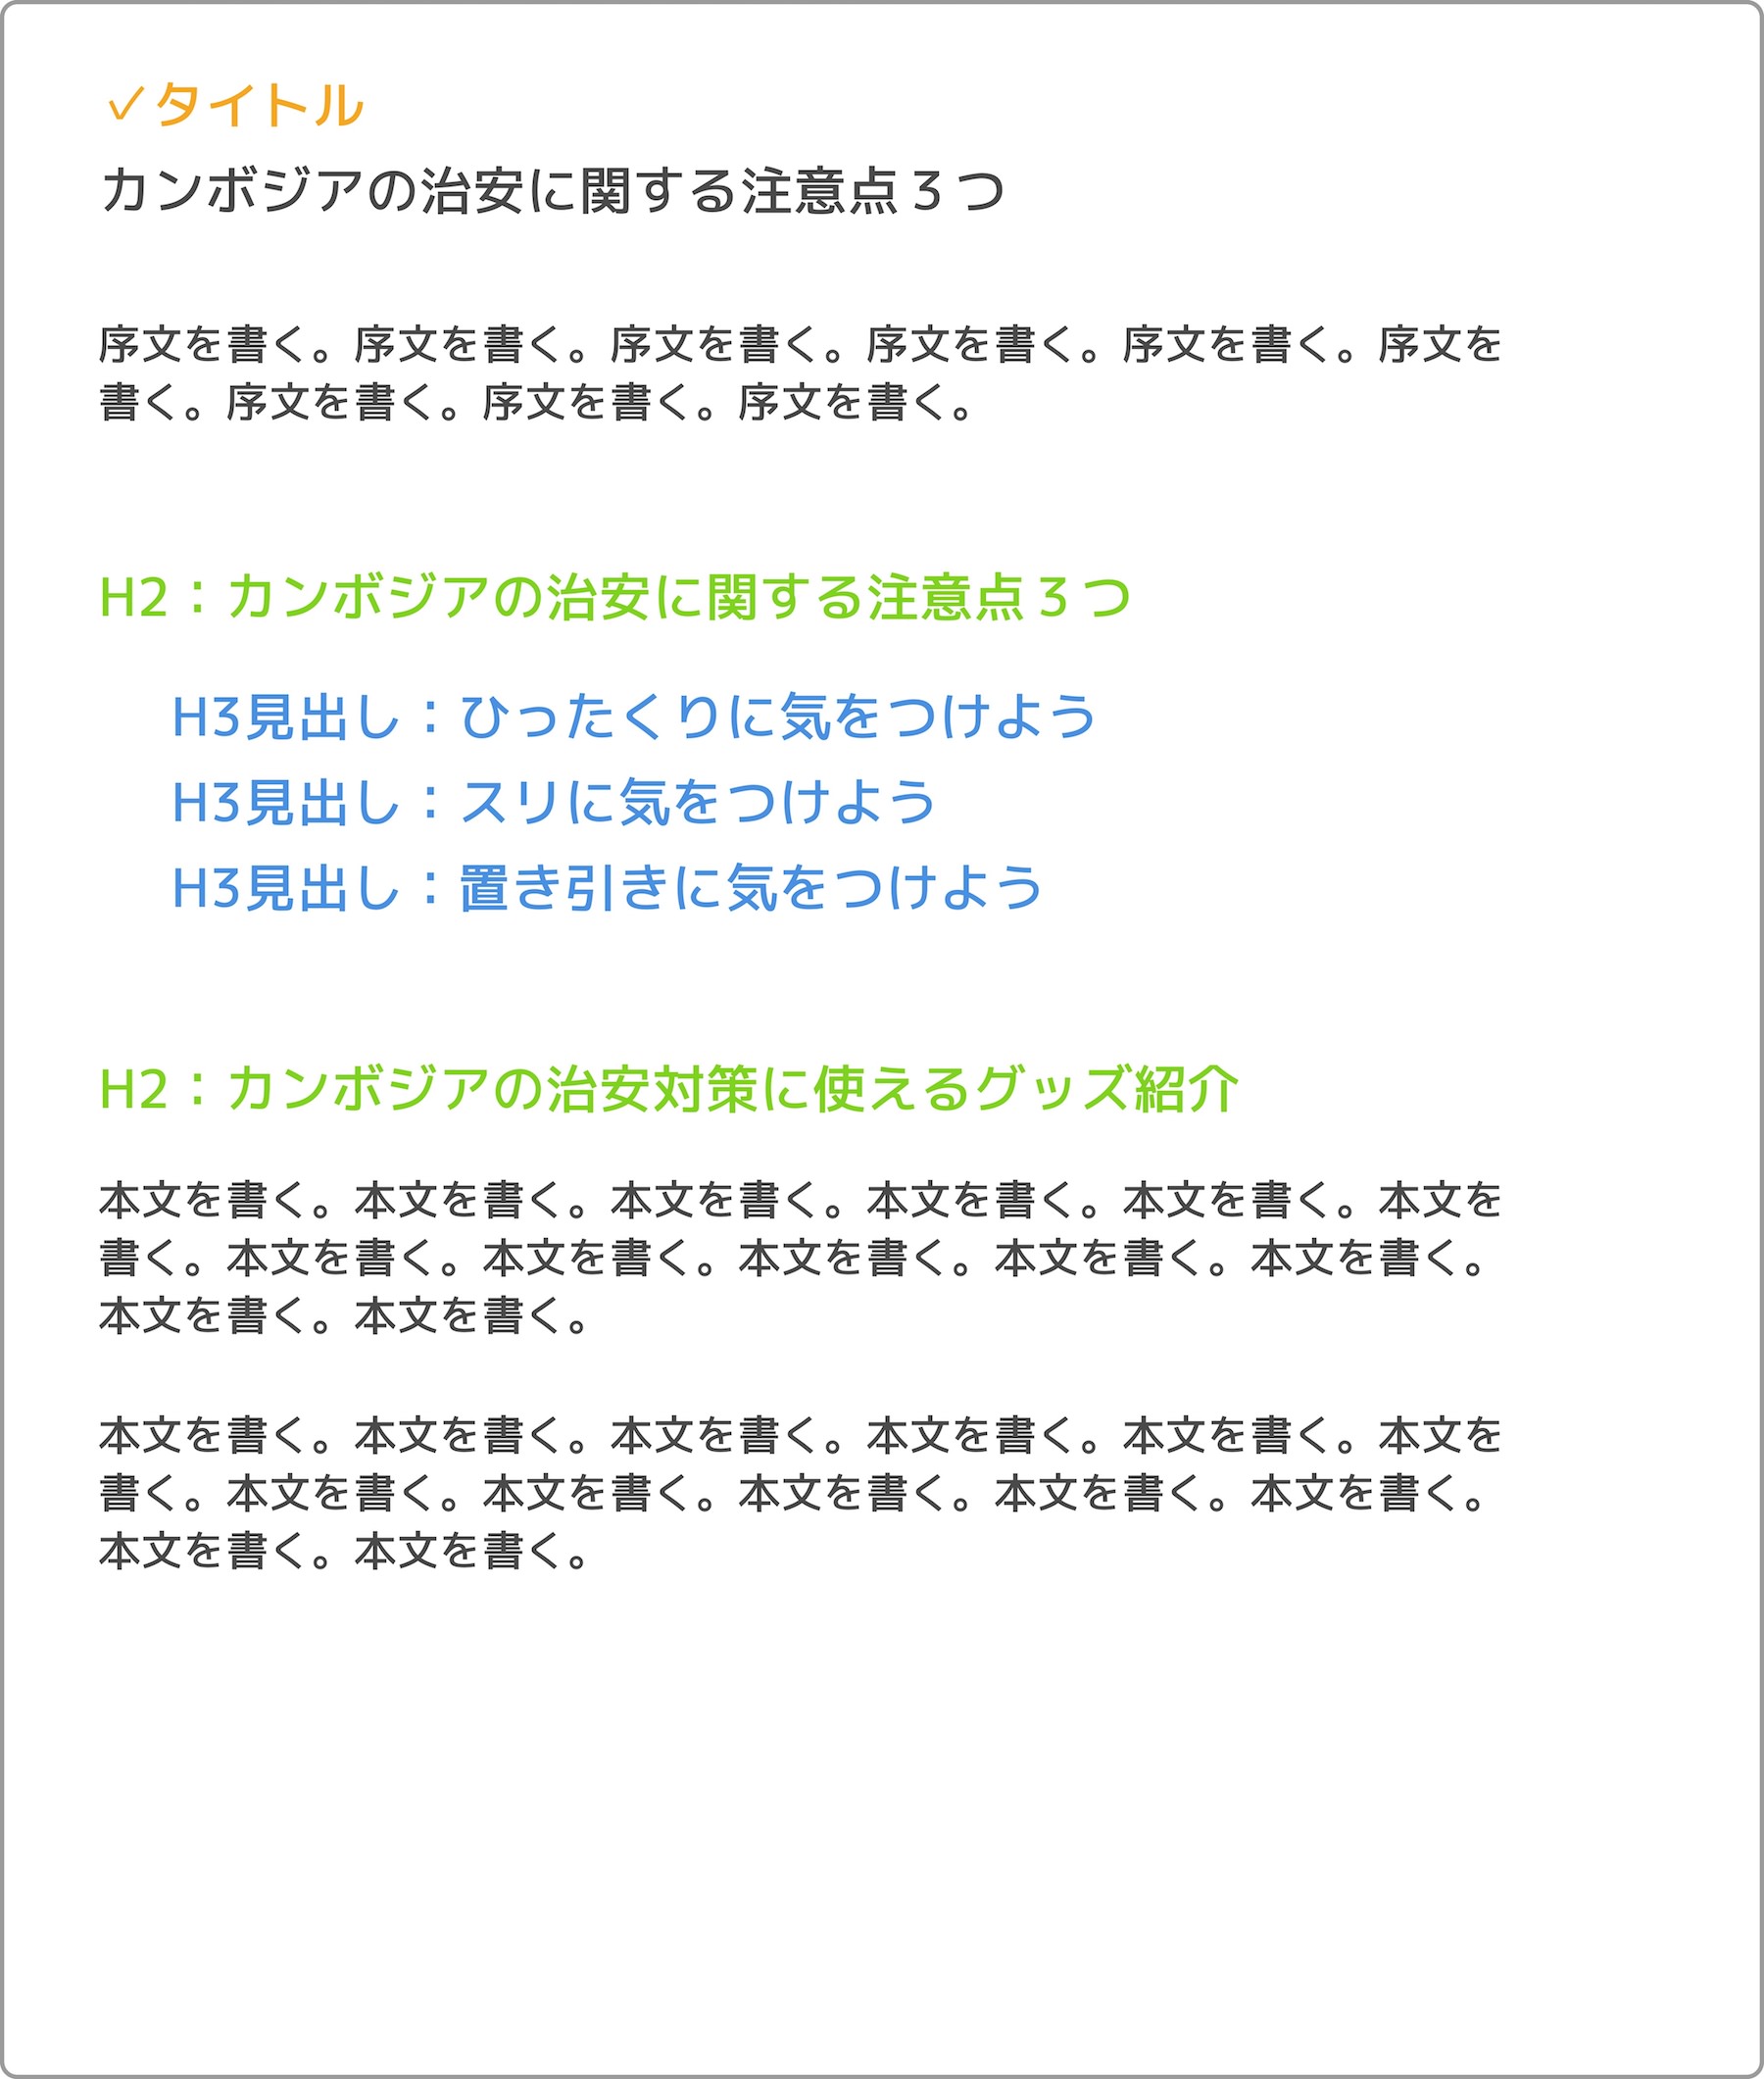 ✓タイトル
カンボジアの治安に関する注意点３つ
序文を書く。序文を書く。序文を書く。序文を書く。序文を書く。序文を
書く。序文を書く。序文を書く。序文を書く。
H2：カンボジアの治安に関する注意点３つ
H3見出し：ひったくりに気をつけよう
H3見出し：スリに気をつけよう
H3見出し：置き引きに気をつけよう
H2：カンボジアの治安対策に使えるグッズ紹介
本文を書く。本文を書く。本文を書く。本文を書く。本文を書く。本文を
書く。本文を書く。本文を書く。本文を書く。本文を書く。本文を書く。
本文を書く。本文を書く。
本文を書く。本文を書く。本文を書く。本文を書く。本文を書く。本文を
書く。本文を書く。本文を書く。本文を書く。本文を書く。本文を書く。
本文を書く。本文を書く。